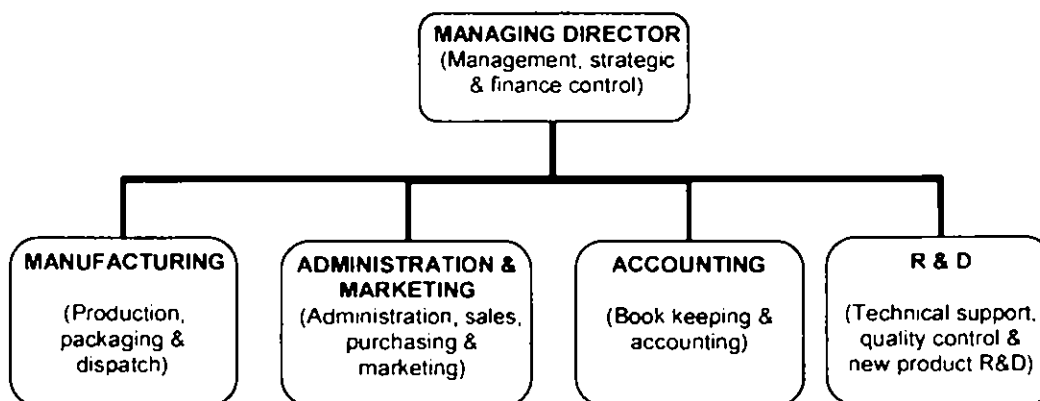 MANAGING DIRECTOR
(Management, strategic
& finance control)
MANUFACTURING
(Production,
packaging &
dispatch)
ADMINISTRATION &
MARKETING
(Administration, sales,
purchasing &
marketing)
ACCOUNTING
(Book keeping &
accounting)
R & D
(Technical support,
quality control &
new product R&D)